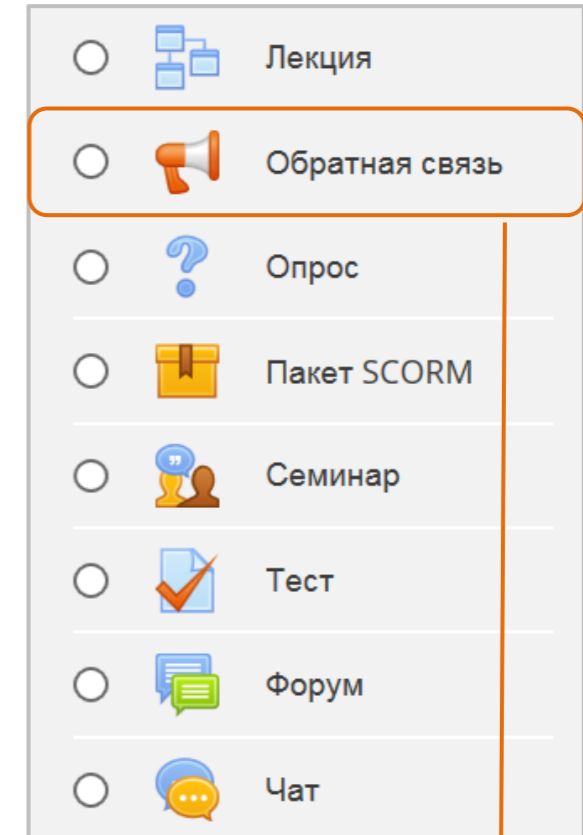 Лекция
Обратная связь
Опрос
Пакет SCORM
Семинар
Тест
Форум
Чат